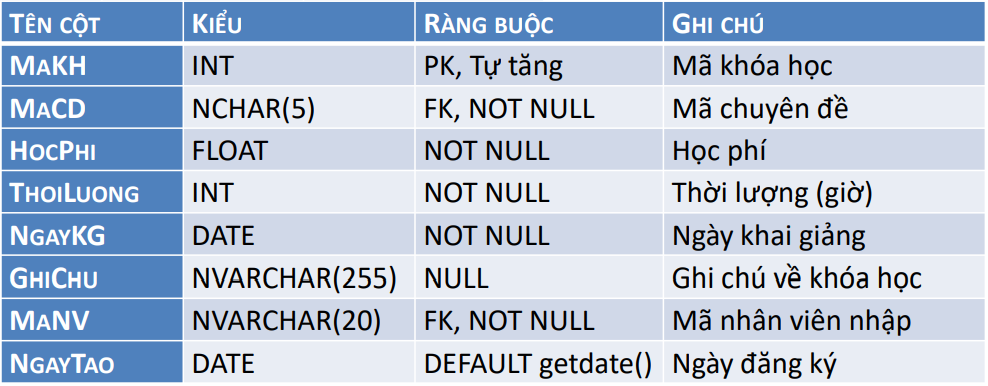 TÊN CỘT KIỂU RÀNG BUỘC GHI CHÚ
MAKH INT PK, Tự tăng Mã khóa học
MACD NCHAR(5) FK, NOT NULL Mã chuyên đề
HOCPHI FLOAT NOT NULL Học phí
THOILUONG INT NOT NULL Thời lượng (giờ)
NGAYKG DATE NOT NULL Ngày khai giảng
GHICHU NVARCHAR(255) NULL Ghi chú về khóa học
MANV NVARCHAR(20) FK, NOT NULL Mã nhân viên nhập
NGAYTAO DATE DEFAULT getdate() Ngày đăng ký